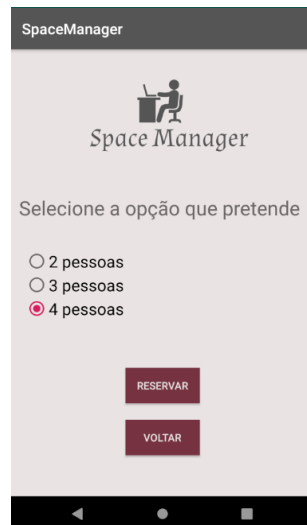 SpaceManager
Space Manager
Selecione a opção que pretende
2 pessoas
3 pessoas
4 pessoas
RESERVAR
VOLTAR